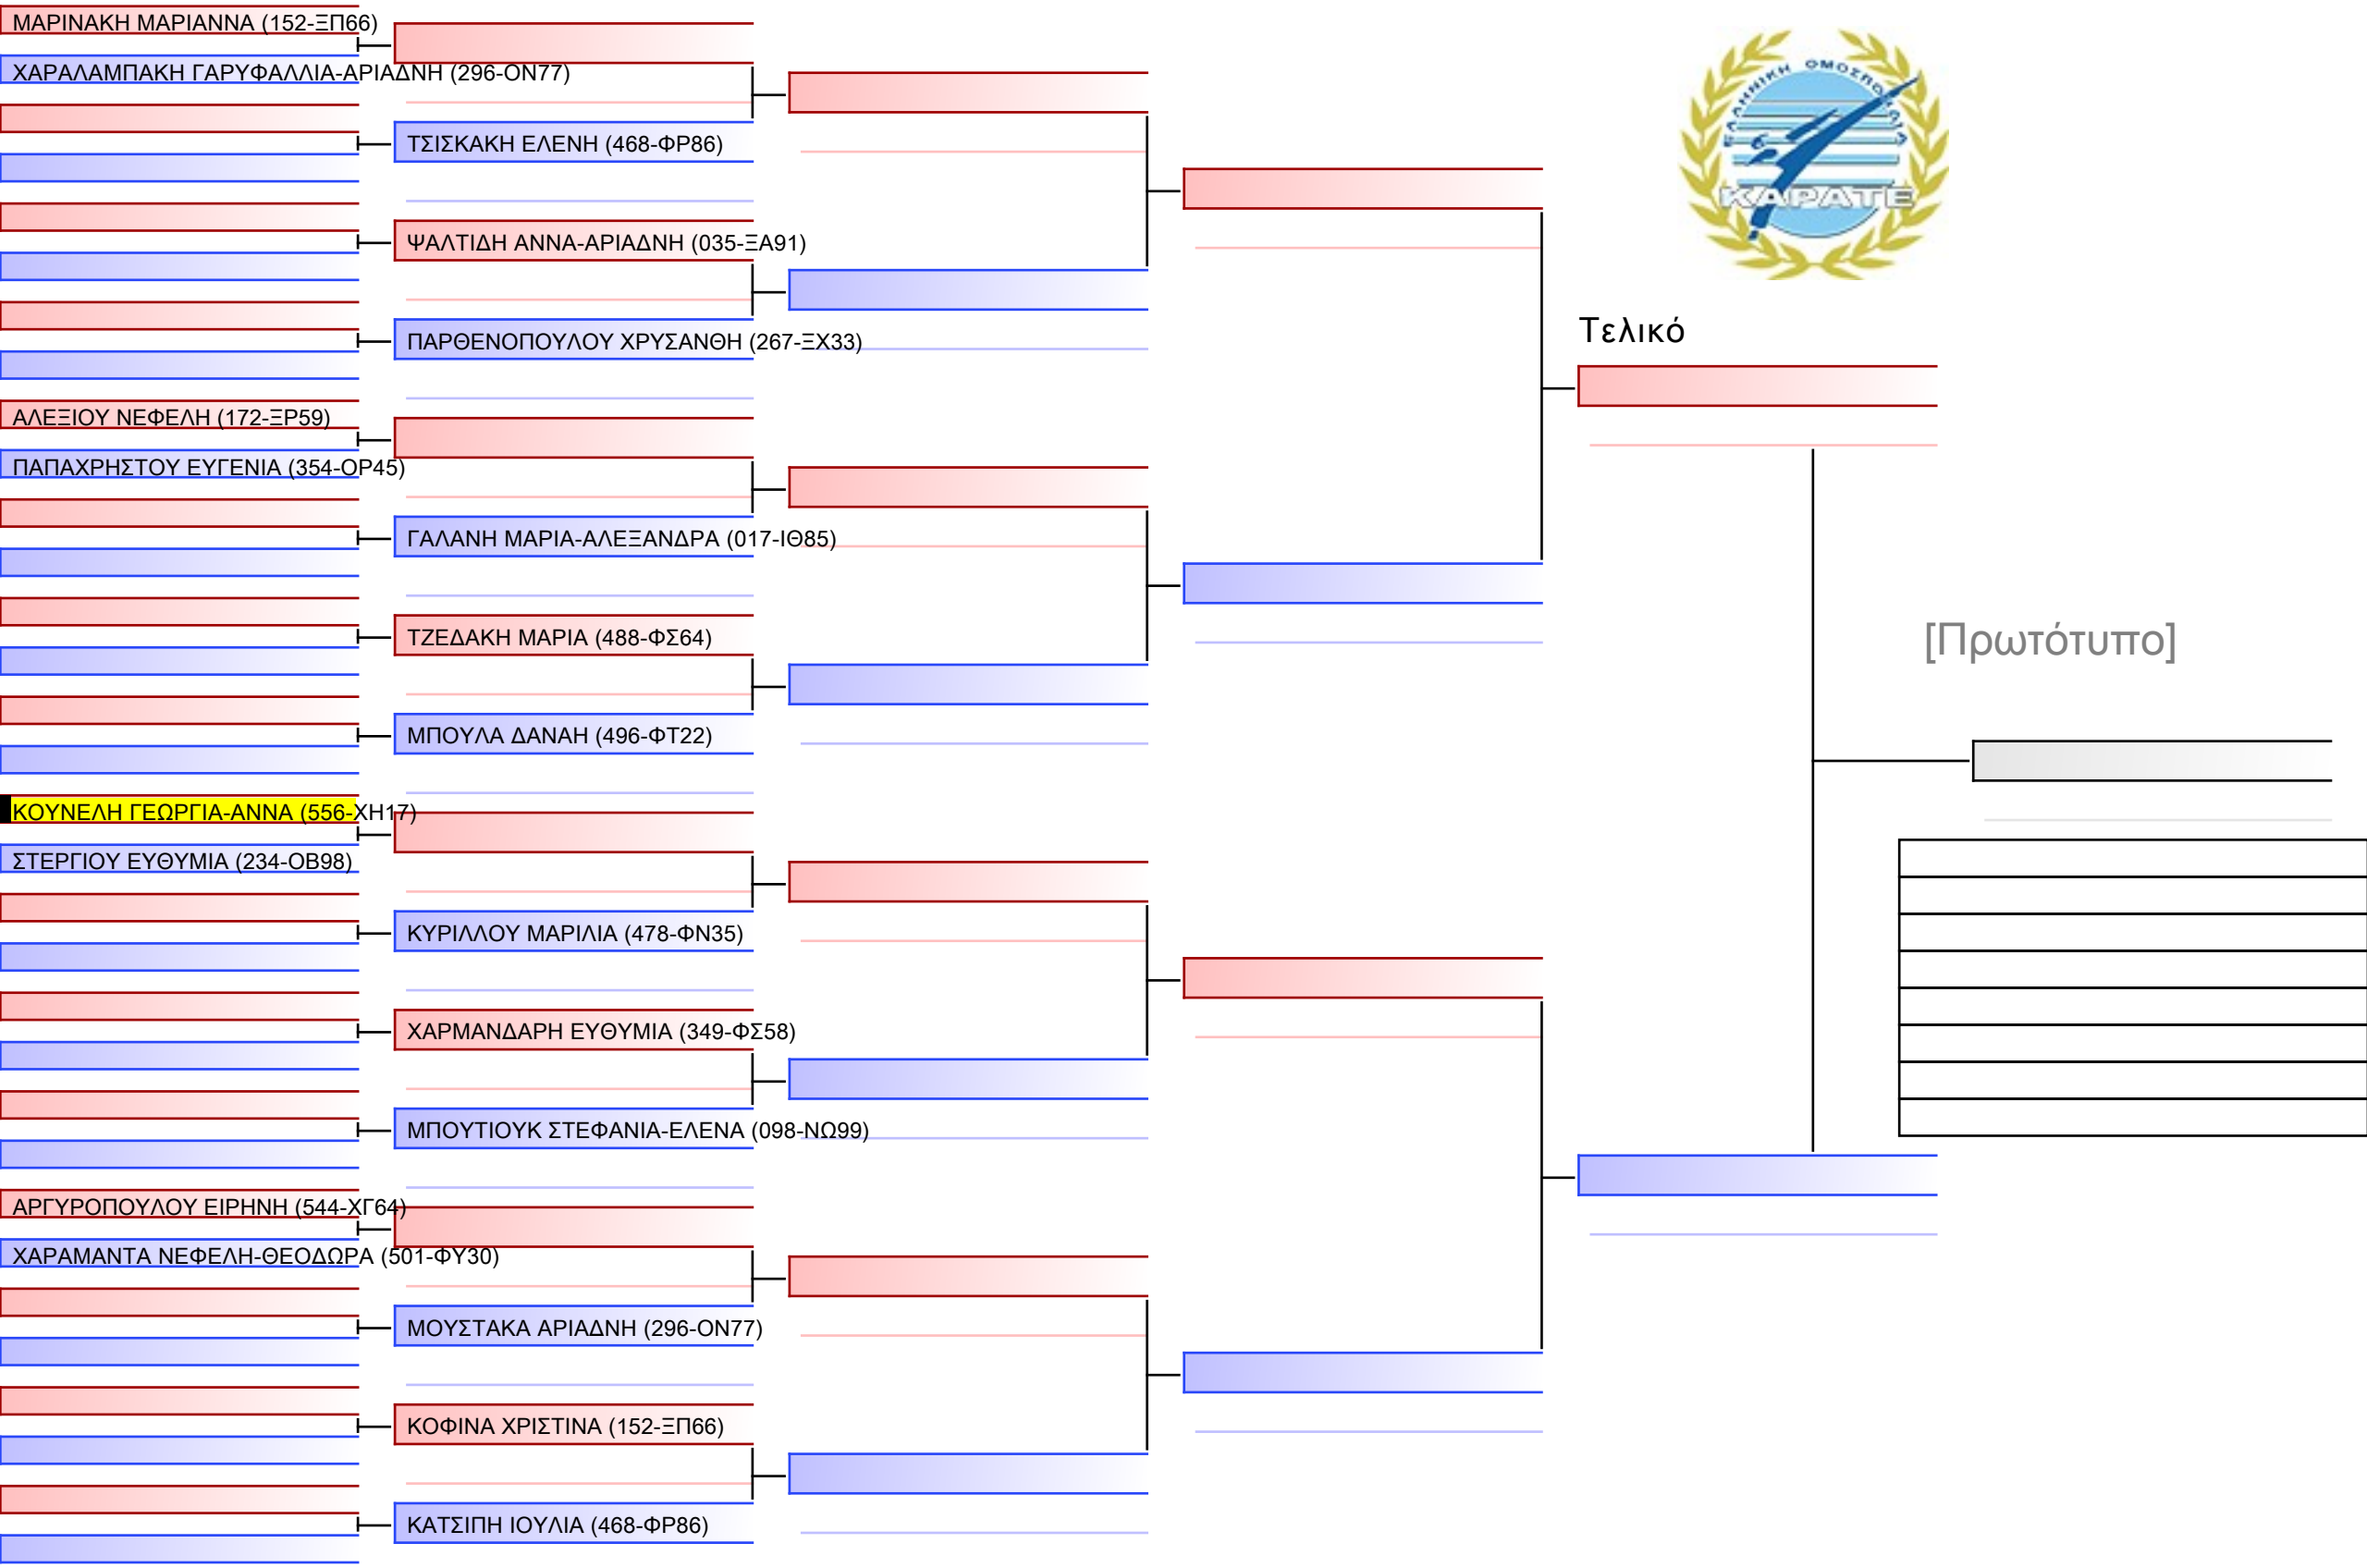 ΜΑΡΙΝΑΚΗ ΜΑΡΙΑΝΝΑ (152-ΞΠ66)
ΧΑΡΑΛΑΜΠΑΚΗ ΓΑΡΥΦΑΛΛΙΑ-ΑΡΙΑΔΝΗ (296-ΟΝ77)
ΤΣΙΣΚΑΚΗ ΕΛΕΝΗ (468-ΦΡ86)
ΨΑΛΤΙΔΗ ΑΝΝΑ-ΑΡΙΑΔΝΗ (035-ΞΑ91)
ΠΑΡΘΕΝΟΠΟΥΛΟΥ ΧΡΥΣΑΝΘΗ (267-ΞΧ33)
ΑΛΕΞΙΟΥ ΝΕΦΕΛΗ (172-ΞΡ59)
ΠΑΠΑΧΡΗΣΤΟΥ ΕΥΓΕΝΙΑ (354-ΟΡ45)
ΓΑΛΑΝΗ ΜΑΡΙΑ-ΑΛΕΞΑΝΔΡΑ (017-ΙΘ85)
ΤΖΕΔΑΚΗ ΜΑΡΙΑ (488-ΦΣ64)
ΜΠΟΥΛΑ ΔΑΝΑΗ (496-ΦΤ22)
ΚΟΥΝΕΛΗ ΓΕΩΡΓΙΑ-ΑΝΝΑ (556-ΧΗ17)
ΣΤΕΡΓΙΟΥ ΕΥΘΥΜΙΑ (234-ΟΒ98)
ΚΥΡΙΛΛΟΥ ΜΑΡΙΛΙΑ (478-ΦΝ35)
ΧΑΡΜΑΝΔΑΡΗ ΕΥΘΥΜΙΑ (349-ΦΣ58)
ΜΠΟΥΤΙΟΥΚ ΣΤΕΦΑΝΙΑ-ΕΛΕΝΑ (098-ΝΩ99)
ΑΡΓΥΡΟΠΟΥΛΟΥ ΕΙΡΗΝΗ (544-ΧΓ64)
ΧΑΡΑΜΑΝΤΑ ΝΕΦΕΛΗ-ΘΕΟΔΩΡΑ (501-ΦΥ30)
ΜΟΥΣΤΑΚΑ ΑΡΙΑΔΝΗ (296-ΟΝ77)
ΚΟΦΙΝΑ ΧΡΙΣΤΙΝΑ (152-ΞΠ66)
ΚΑΤΣΙΠΗ ΙΟΥΛΙΑ (468-ΦΡ86)
ΕΛΛΗΝΙΚΗ ΟΜΟΣΠΟΝΔΙΑ
ΚΑΡΑΤΕ
Τελικό
[Πρωτότυπο]